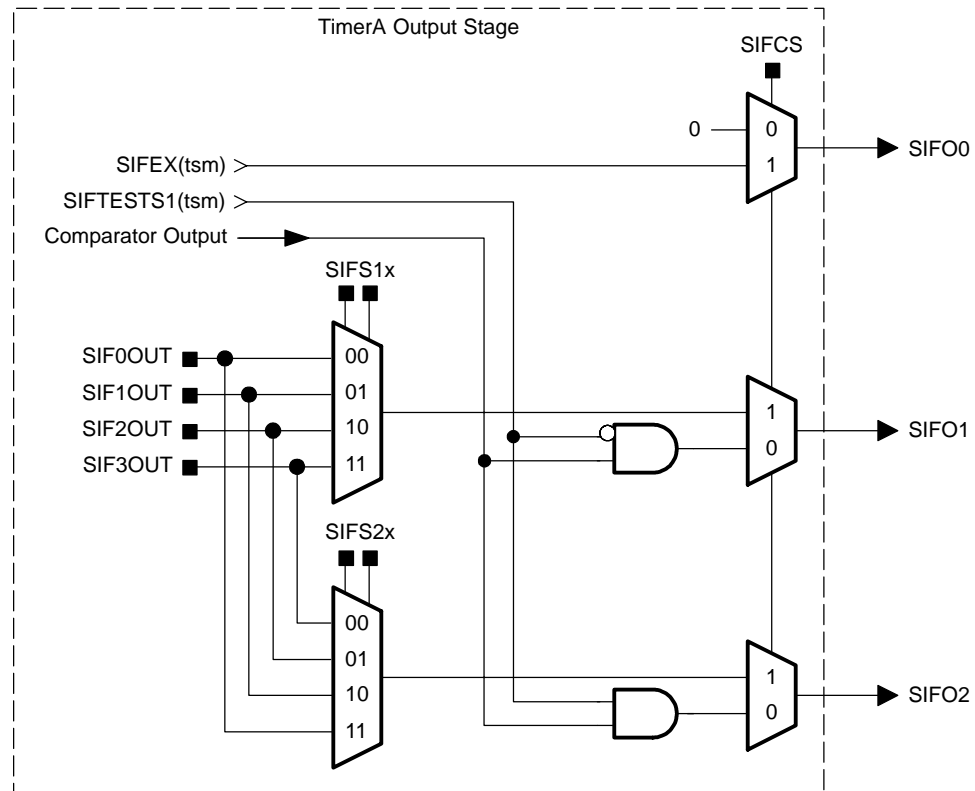 TimerA Output Stage
SIFCS
0
0
SIFO0
SIFEX(tsm)
1
SIFTESTS1(tsm)
Comparator Output
SIFS1x
SIF0OUT
00
SIF1OUT
01
SIF2OUT
10
1
SIFO1
SIF3OUT
11
0
SIFS2x
00
01
10
1
SIFO2
11
0